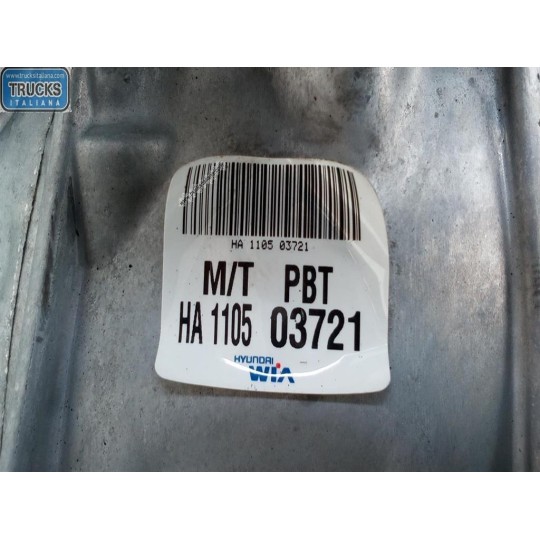 www.trucksitaliana.com
TRUCKS
ITALIANA
HA 1105 03721
M/T PBT
HA 1105 03721
HYUNDAI
WIA